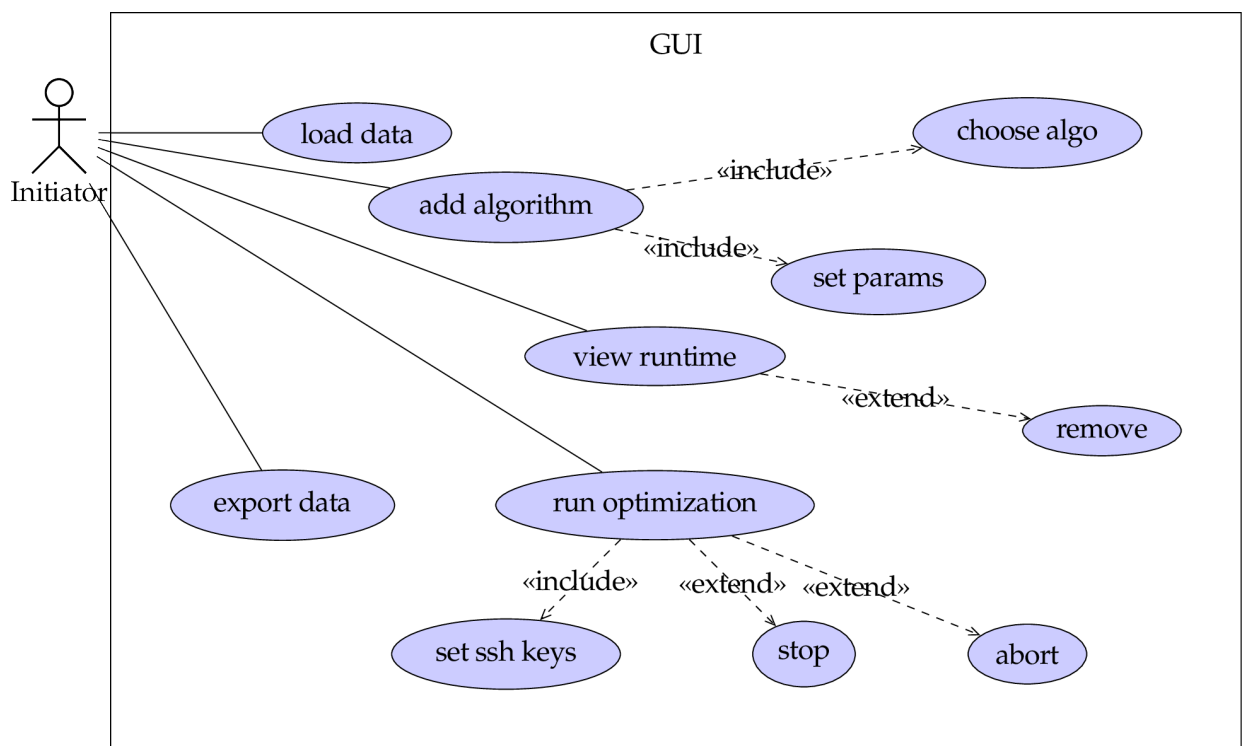 GUI
load data
choose algo
«include»
Initiator
add algorithm
«include»
set params
view runtime
«extend»
remove
export data
run optimization
«include»
«extend»
«extend»
set ssh keys
stop
abort